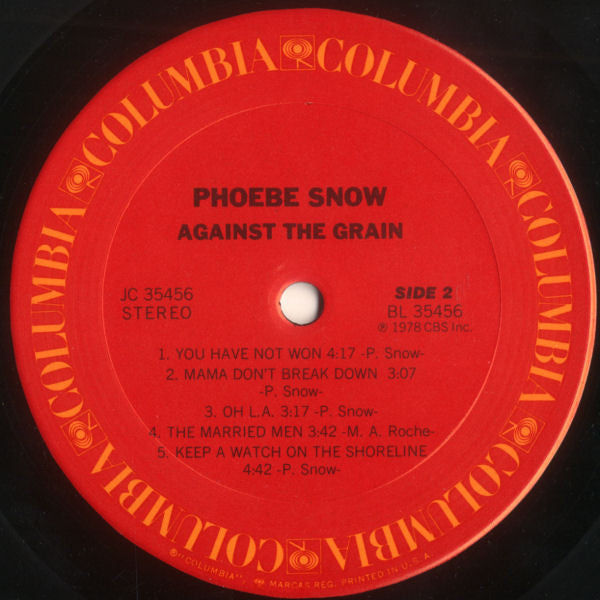 COLUMBIA COLUMBIA COLUMBIA COLUMBIA COLUMBIA COLUMBIA
PHOEBE SNOW
AGAINST THE GRAIN
JC 35456
STEREO
SIDE 2
BL 35456
℗ 1978 CBS Inc.
1. YOU HAVE NOT WON 4:17 -P. Snow-
2. MAMA DON'T BREAK DOWN 3:07
-P. Snow-
3. OH L.A. 3:17 -P. Snow-
4. THE MARRIED MEN 3:42 -M. A. Roche-
5. KEEP A WATCH ON THE SHORELINE
4:42 -P. Snow-
®"COLUMBIA", MARCAS REG. PRINTED IN U.S.A.